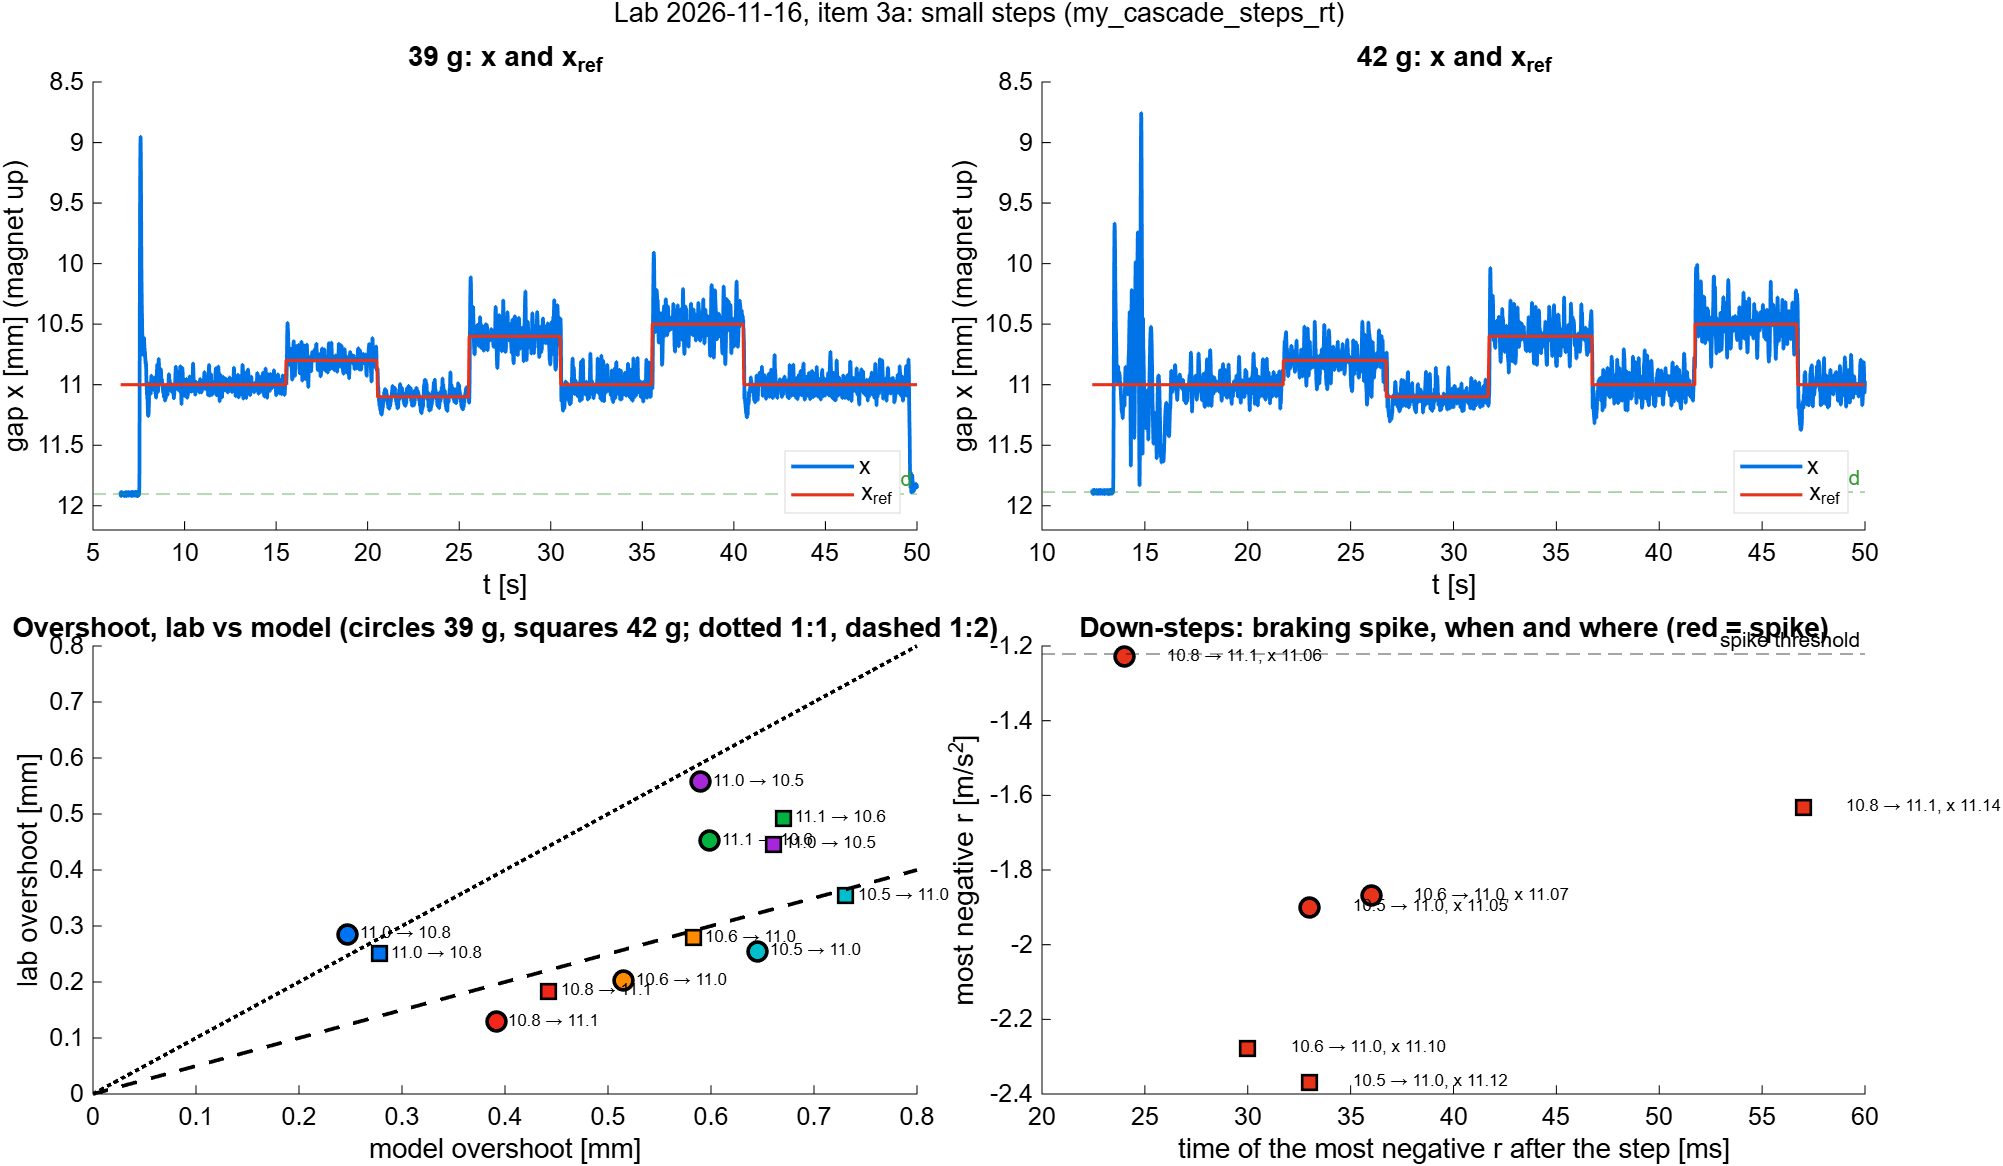 Lab 2026-11-16, item 3a: small steps (my_cascade_steps_rt)
39 g: x and xref
8.5
9
9.5
10
10.5
11
11.5
12
gap x [mm] (magnet up)
5 10 15 20 25 30 35 40 45 50
t [s]
x
xref
d
42 g: x and xref
8.5
9
9.5
10
10.5
11
11.5
12
gap x [mm] (magnet up)
10 15 20 25 30 35 40 45 50
t [s]
x
xref
d
Overshoot, lab vs model (circles 39 g, squares 42 g; dotted 1:1, dashed 1:2)
0.8
0.7
0.6
0.5
0.4
0.3
0.2
0.1
0
lab overshoot [mm]
11.0 → 10.5
11.1 → 10.6
11.1 → 10.6
11.0 → 10.5
10.5 → 11.0
11.0 → 10.8
11.0 → 10.8
10.6 → 11.0
10.5 → 11.0
10.6 → 11.0
10.8 → 11.1
10.8 → 11.1
0 0.1 0.2 0.3 0.4 0.5 0.6 0.7 0.8
model overshoot [mm]
Down-steps: braking spike, when and where (red = spike)
spike threshold
-1.2
-1.4
-1.6
-1.8
-2
-2.2
-2.4
most negative r [m/s2]
10.8 → 11.1, x 11.06
10.8 → 11.1, x 11.14
10.6 → 11.0, x 11.07
10.5 → 11.0, x 11.05
10.6 → 11.0, x 11.10
10.5 → 11.0, x 11.12
20 25 30 35 40 45 50 55 60
time of the most negative r after the step [ms]